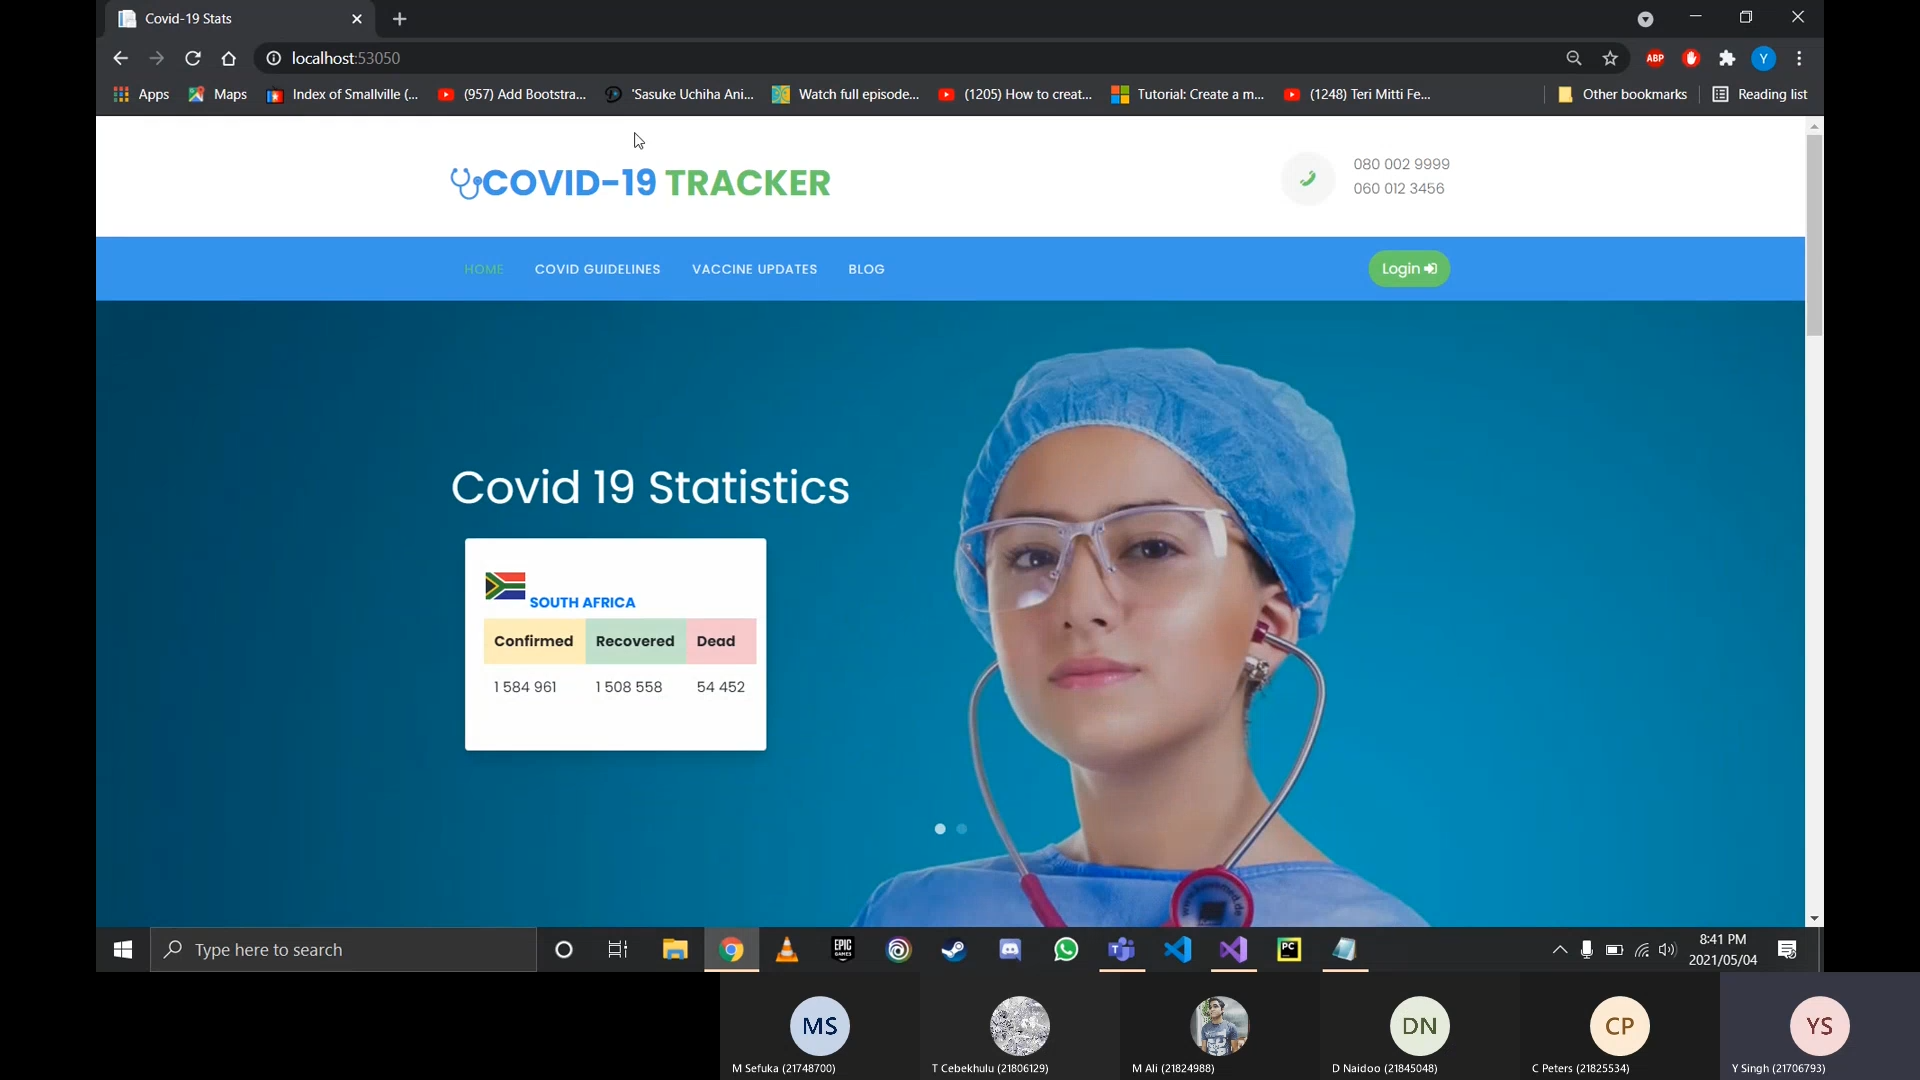 Covid-19 Stats
localhost:53050
ABP
Y
Apps
Maps
Index of Smallville (...
(957) Add Bootstra...
'Sasuke Uchiha Ani...
Watch full episode...
(1205) How to creat...
Tutorial: Create a m...
(1248) Teri Mitti Fe...
Other bookmarks
Reading list
COVID-19 TRACKER
080 002 9999
060 012 3456
HOME
COVID GUIDELINES
VACCINE UPDATES
BLOG
Login
Covid 19 Statistics
SOUTH AFRICA
Confirmed Recovered Dead
1 584 961 1 508 558 54 452
Type here to search
EPIC
GAMES
PC
8:41 PM
2021/05/04
MS
DN
CP
YS
M Sefuka (21748700)
T Cebekhulu (21806129)
M Ali (21824988)
D Naidoo (21845048)
C Peters (21825534)
Y Singh (21706793)